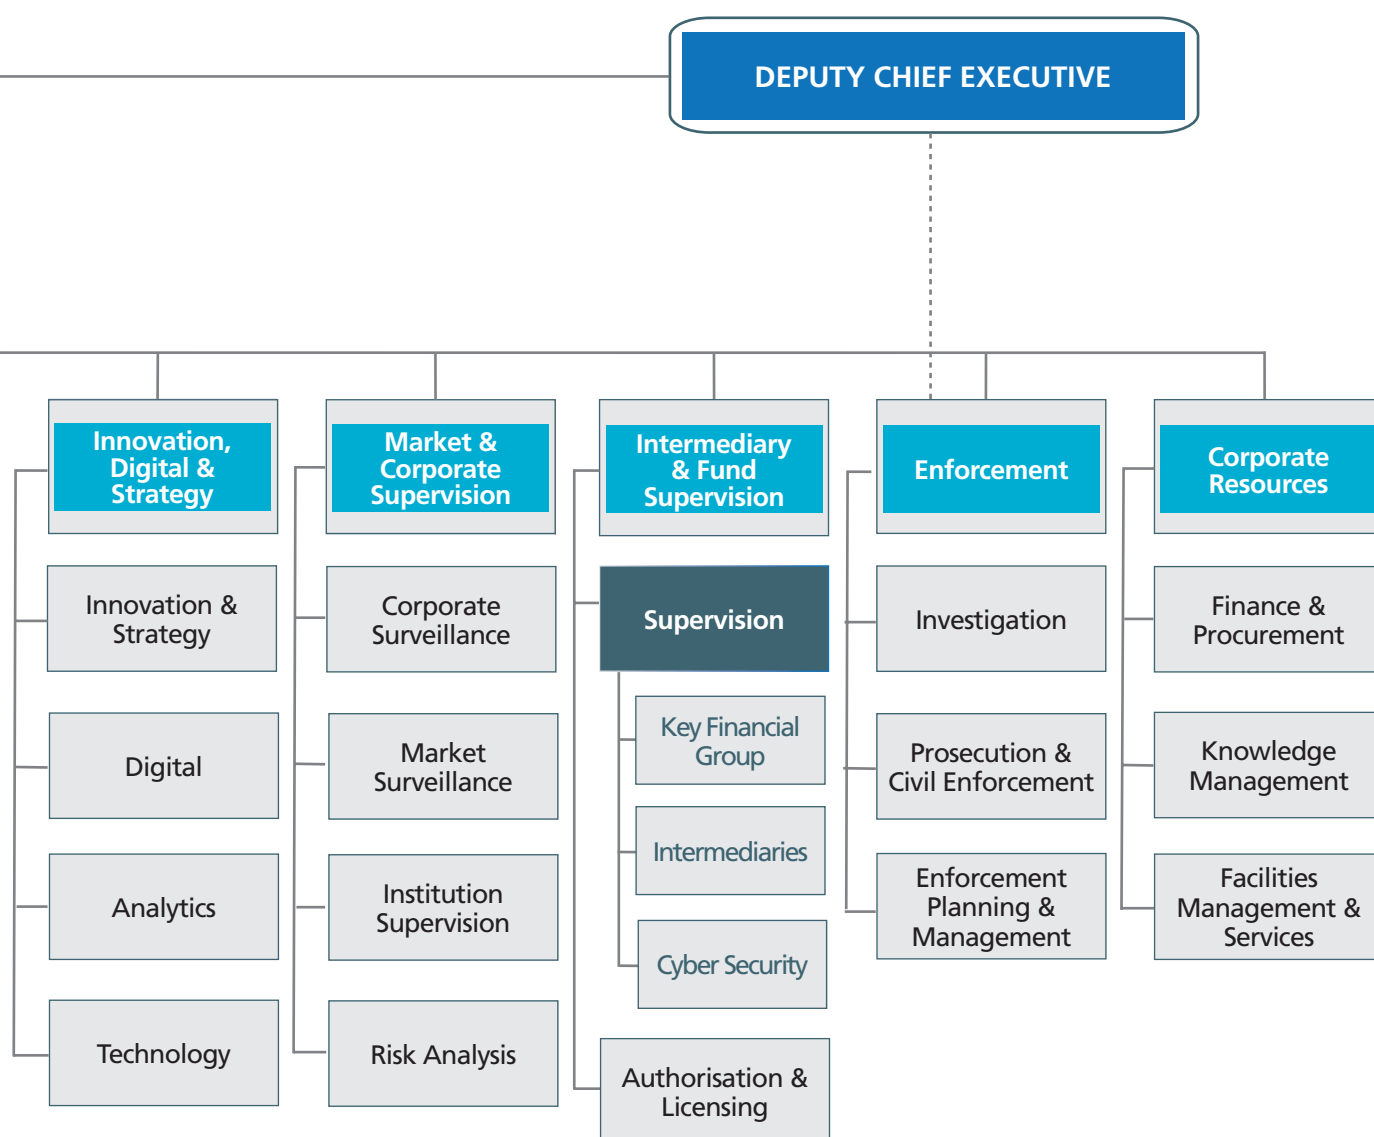 DEPUTY CHIEF EXECUTIVE
Innovation,
Digital &
Strategy
Innovation &
Strategy
Digital
Analytics
Technology
Market &
Corporate
Supervision
Corporate
Surveillance
Market
Surveillance
Institution
Supervision
Risk Analysis
Intermediary
& Fund
Supervision
Supervision
Key Financial
Group
Intermediaries
Cyber Security
Authorisation &
Licensing
Enforcement
Investigation
Prosecution &
Civil Enforcement
Enforcement
Planning &
Management
Corporate
Resources
Finance &
Procurement
Knowledge
Management
Facilities
Management &
Services